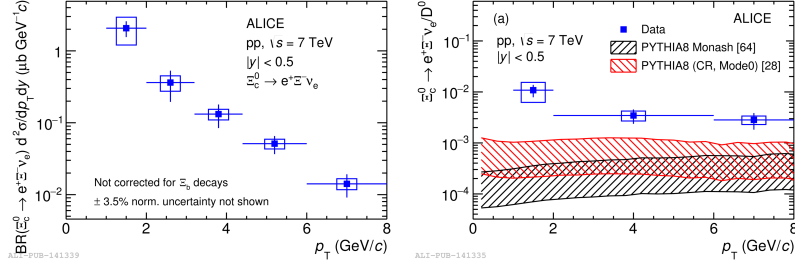 BR(Ξc0 → e+Ξ−νe) d2σ/dpTdy (μb GeV−1c)
ALICE
pp, \s = 7 TeV
|y| < 0.5
Ξc0 → e+Ξ−νe
Not corrected for Ξb decays
± 3.5% norm. uncertainty not shown
1
10−1
10−2
0 2 4 6 8
pT (GeV/c)
ALI-PUB-141339
Ξc0 → e+Ξ−νe/D0
(a)
ALICE
pp, \s = 7 TeV
|y| < 0.5
Data
PYTHIA8 Monash [64]
PYTHIA8 (CR, Mode0) [28]
10−1
10−2
10−3
10−4
0 2 4 6 8
pT (GeV/c)
ALI-PUB-141335